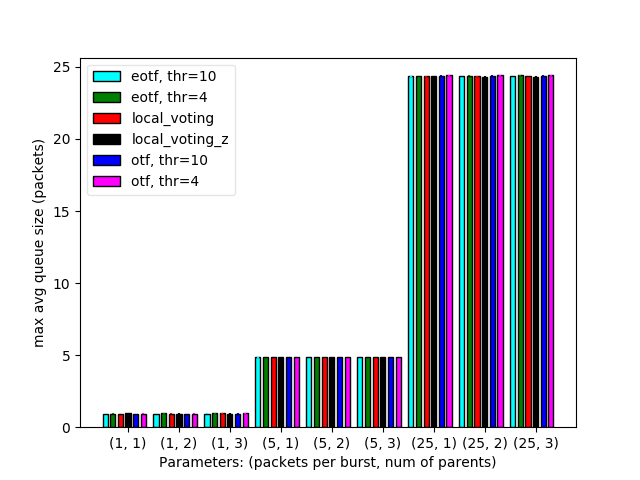 25
20
15
10
5
0
max avg queue size (packets)
eotf, thr=10
eotf, thr=4
local_voting
local_voting_z
otf, thr=10
otf, thr=4
(1, 1) (1, 2) (1, 3) (5, 1) (5, 2) (5, 3) (25, 1) (25, 2) (25, 3)
Parameters: (packets per burst, num of parents)